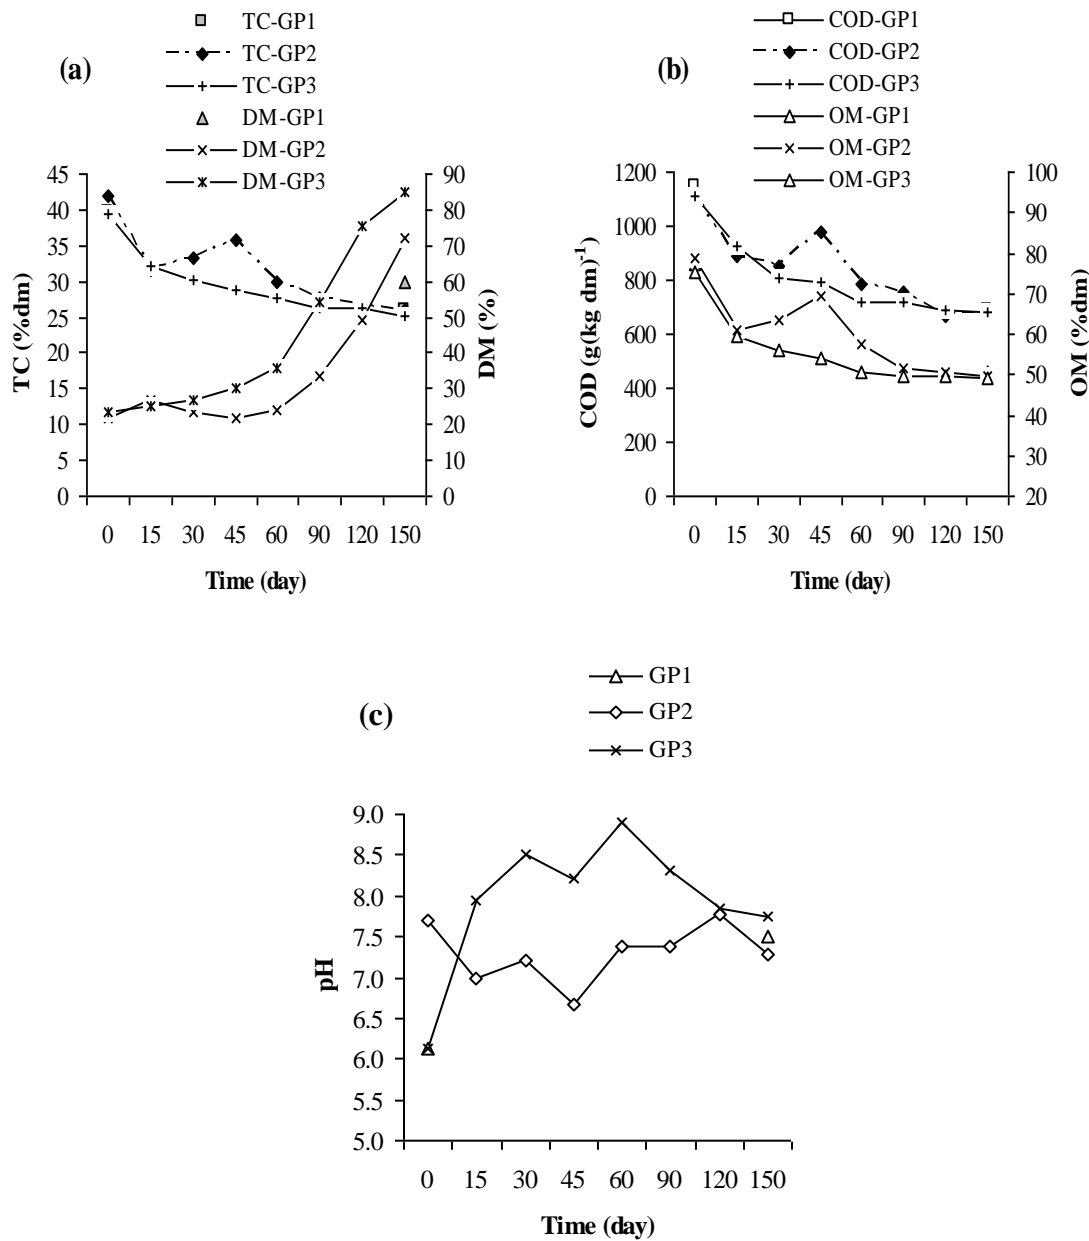 (a)
TC-GP1
TC-GP2
TC-GP3
DM-GP1
DM-GP2
DM-GP3
TC (%dm)
45
40
35
30
25
20
15
10
5
0
90
80
70
60
50
40
30
20
10
0
DM (%)
0 15 30 45 60 90 120 150
Time (day)
(b)
COD-GP1
COD-GP2
COD-GP3
OM-GP1
OM-GP2
OM-GP3
COD (g(kg dm)-1
1200
1000
800
600
400
200
0
100
90
80
70
60
50
40
30
20
OM (%dm)
0 15 30 45 60 90 120 150
Time (day)
(c)
GP1
GP2
GP3
pH
9.0
8.5
8.0
7.5
7.0
6.5
6.0
5.5
5.0
0 15 30 45 60 90 120 150
Time (day)